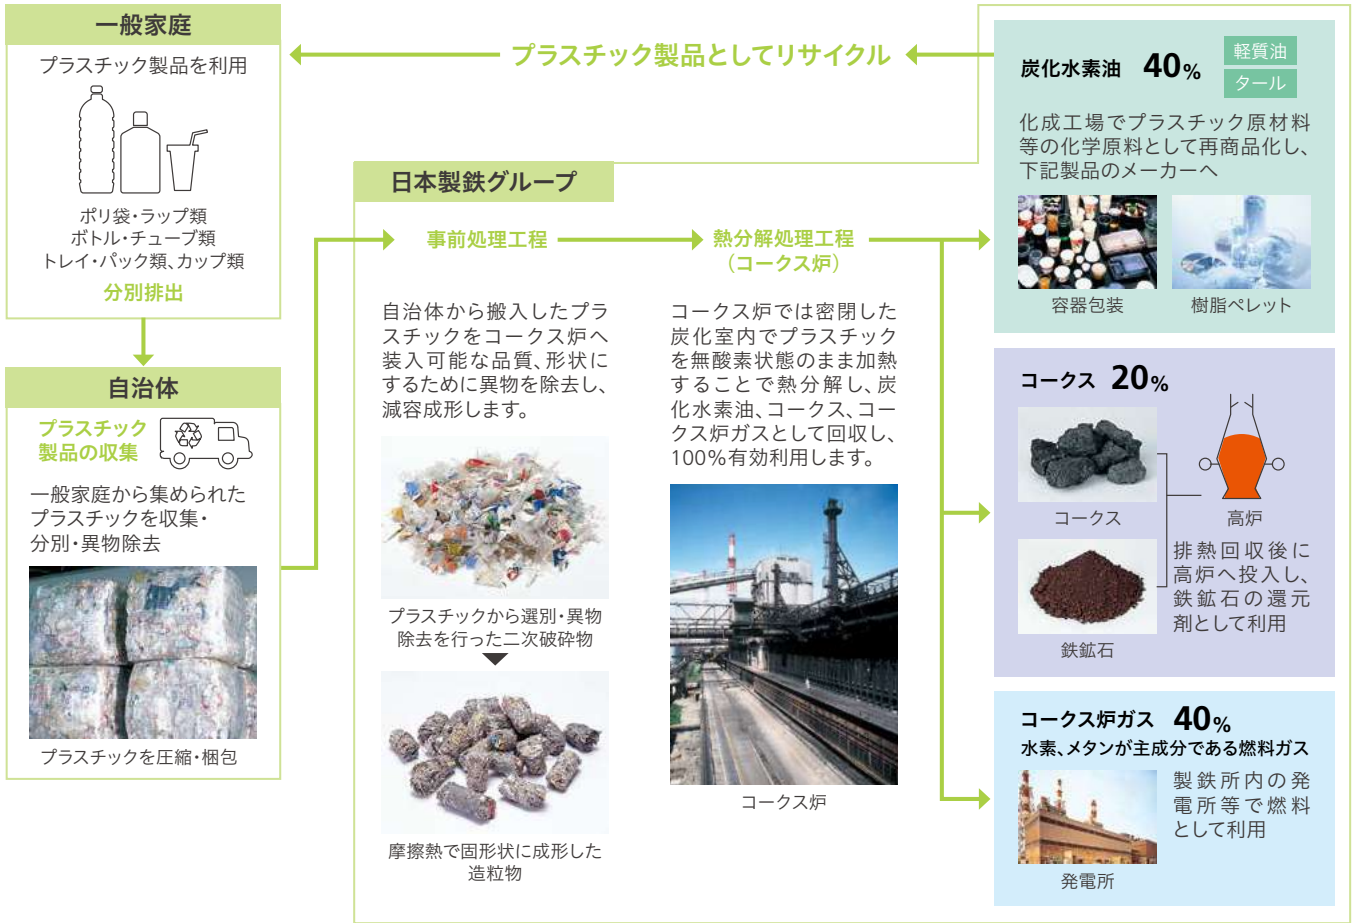 一般家庭
プラスチック製品を利用
ポリ袋・ラップ類
ボトル・チューブ類
トレイ・パック類、カップ類
分別排出
自治体
プラスチック
製品の収集
一般家庭から集められた
プラスチックを収集・
分別・異物除去
プラスチックを圧縮・梱包
プラスチック製品としてリサイクル
日本製鉄グループ
事前処理工程
自治体から搬入したプラ
スチックをコークス炉へ
装入可能な品質、形状に
するために異物を除去し、
減容成形します。
プラスチックから選別・異物
除去を行った二次破砕物
摩擦熱で固形状に成形した
造粒物
熱分解処理工程
（コークス炉）
コークス炉では密閉した
炭化室内でプラスチック
を無酸素状態のまま加熱
することで熱分解し、炭
化水素油、コークス、コー
クス炉ガスとして回収し、
100％有効利用します。
コークス炉
炭化水素油 40%
軽質油
タール
化成工場でプラスチック原材料
等の化学原料として再商品化し、
下記製品のメーカーへ
容器包装
樹脂ペレット
コークス 20%
コークス
高炉
鉄鉱石
排熱回収後に
高炉へ投入し、
鉄鉱石の還元
剤として利用
コークス炉ガス 40%
水素、メタンが主成分である燃料ガス
発電所
製鉄所内の発
電所等で燃料
として利用